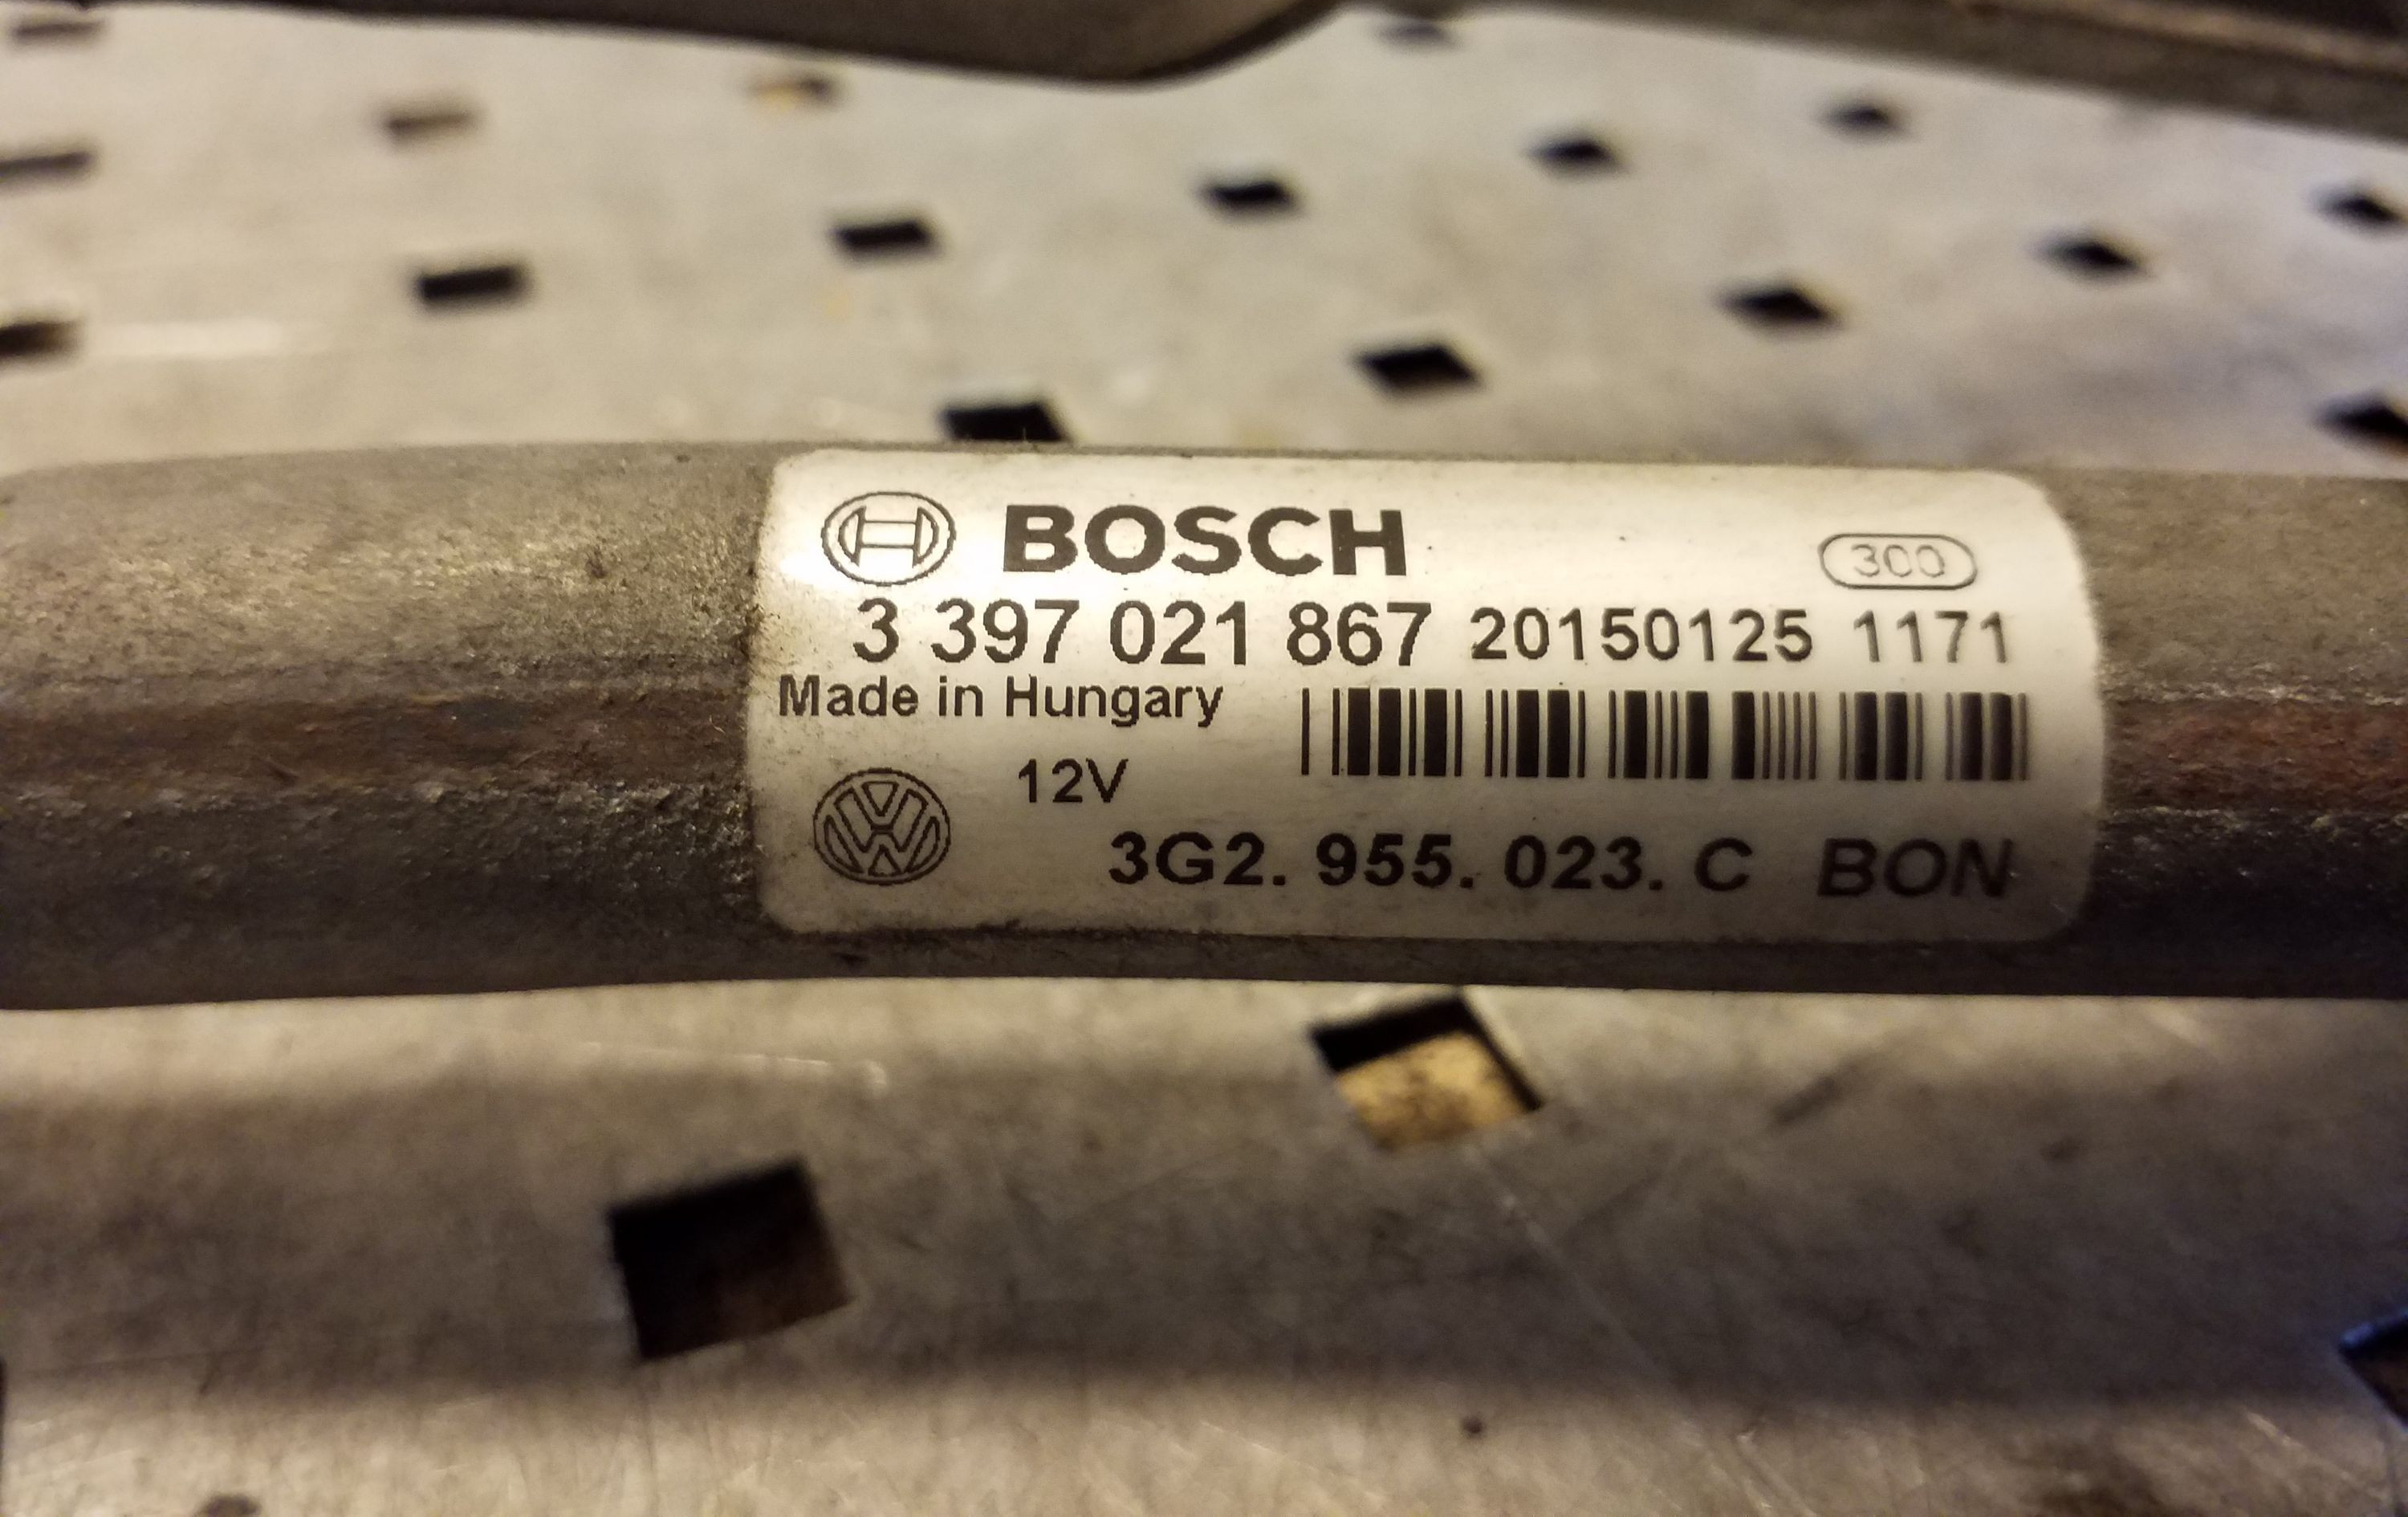 BOSCH 300
3 397 021 867 20150125 1171
Made in Hungary
12V
3G2. 955. 023. C BON